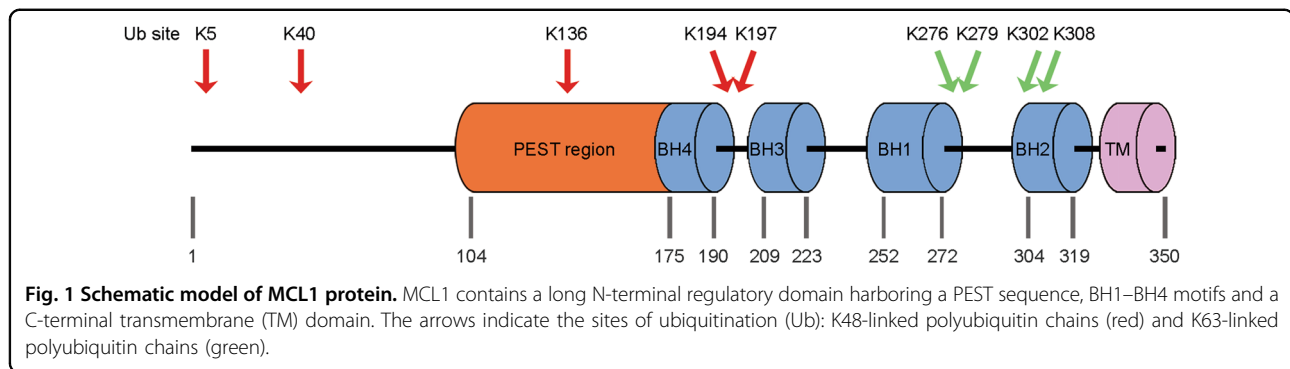 Ub site K5 K40 K136 K194 K197 K276 K279 K302 K308
PEST region BH4 BH3 BH1 BH2 TM
1 104 175 190 209 223 252 272 304 319 350
Fig. 1 Schematic model of MCL1 protein. MCL1 contains a long N-terminal regulatory domain harboring a PEST sequence, BH1–BH4 motifs and a
C-terminal transmembrane (TM) domain. The arrows indicate the sites of ubiquitination (Ub): K48-linked polyubiquitin chains (red) and K63-linked
polyubiquitin chains (green).